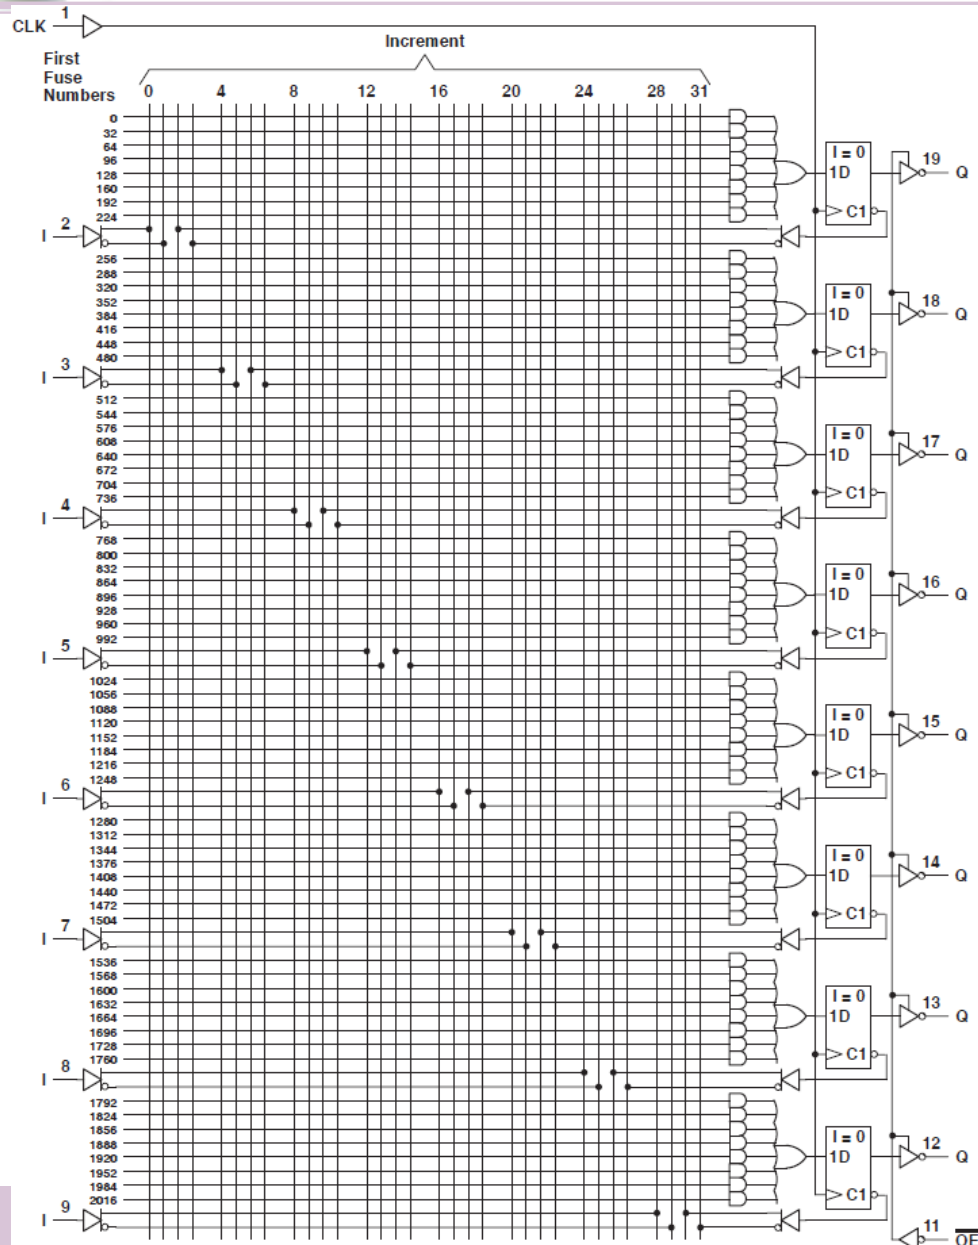 CLK 1
Increment
First
Fuse
Numbers
0 4 8 12 16 20 24 28 31
0
32
64
96
128
160
192
224
I = 0
1D
C1
19 Q
I 2
256
288
320
352
384
416
448
480
I = 0
1D
C1
18 Q
I 3
512
544
576
608
640
672
704
736
I = 0
1D
C1
17 Q
I 4
768
800
832
864
896
928
960
992
I = 0
1D
C1
16 Q
I 5
1024
1056
1088
1120
1152
1184
1216
1248
I = 0
1D
C1
15 Q
I 6
1280
1312
1344
1376
1408
1440
1472
1504
I = 0
1D
C1
14 Q
I 7
1536
1568
1600
1632
1664
1696
1728
1760
I = 0
1D
C1
13 Q
I 8
1792
1824
1856
1888
1920
1952
1984
2016
I = 0
1D
C1
12 Q
I 9
11 OE